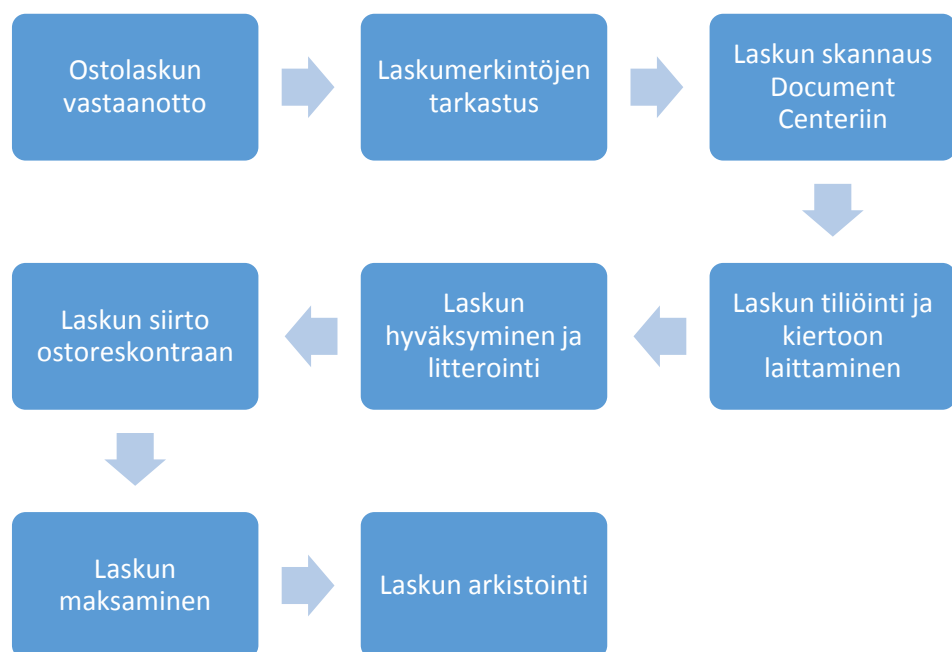 Ostolaskun
vastaanotto
Laskumerkintöjen
tarkastus
Laskun skannaus
Document
Centeriin
Laskun tiliöinti ja
kiertoon
laittaminen
Laskun
hyväksyminen ja
litterointi
Laskun siirto
ostoreskontraan
Laskun
maksaminen
Laskun arkistointi